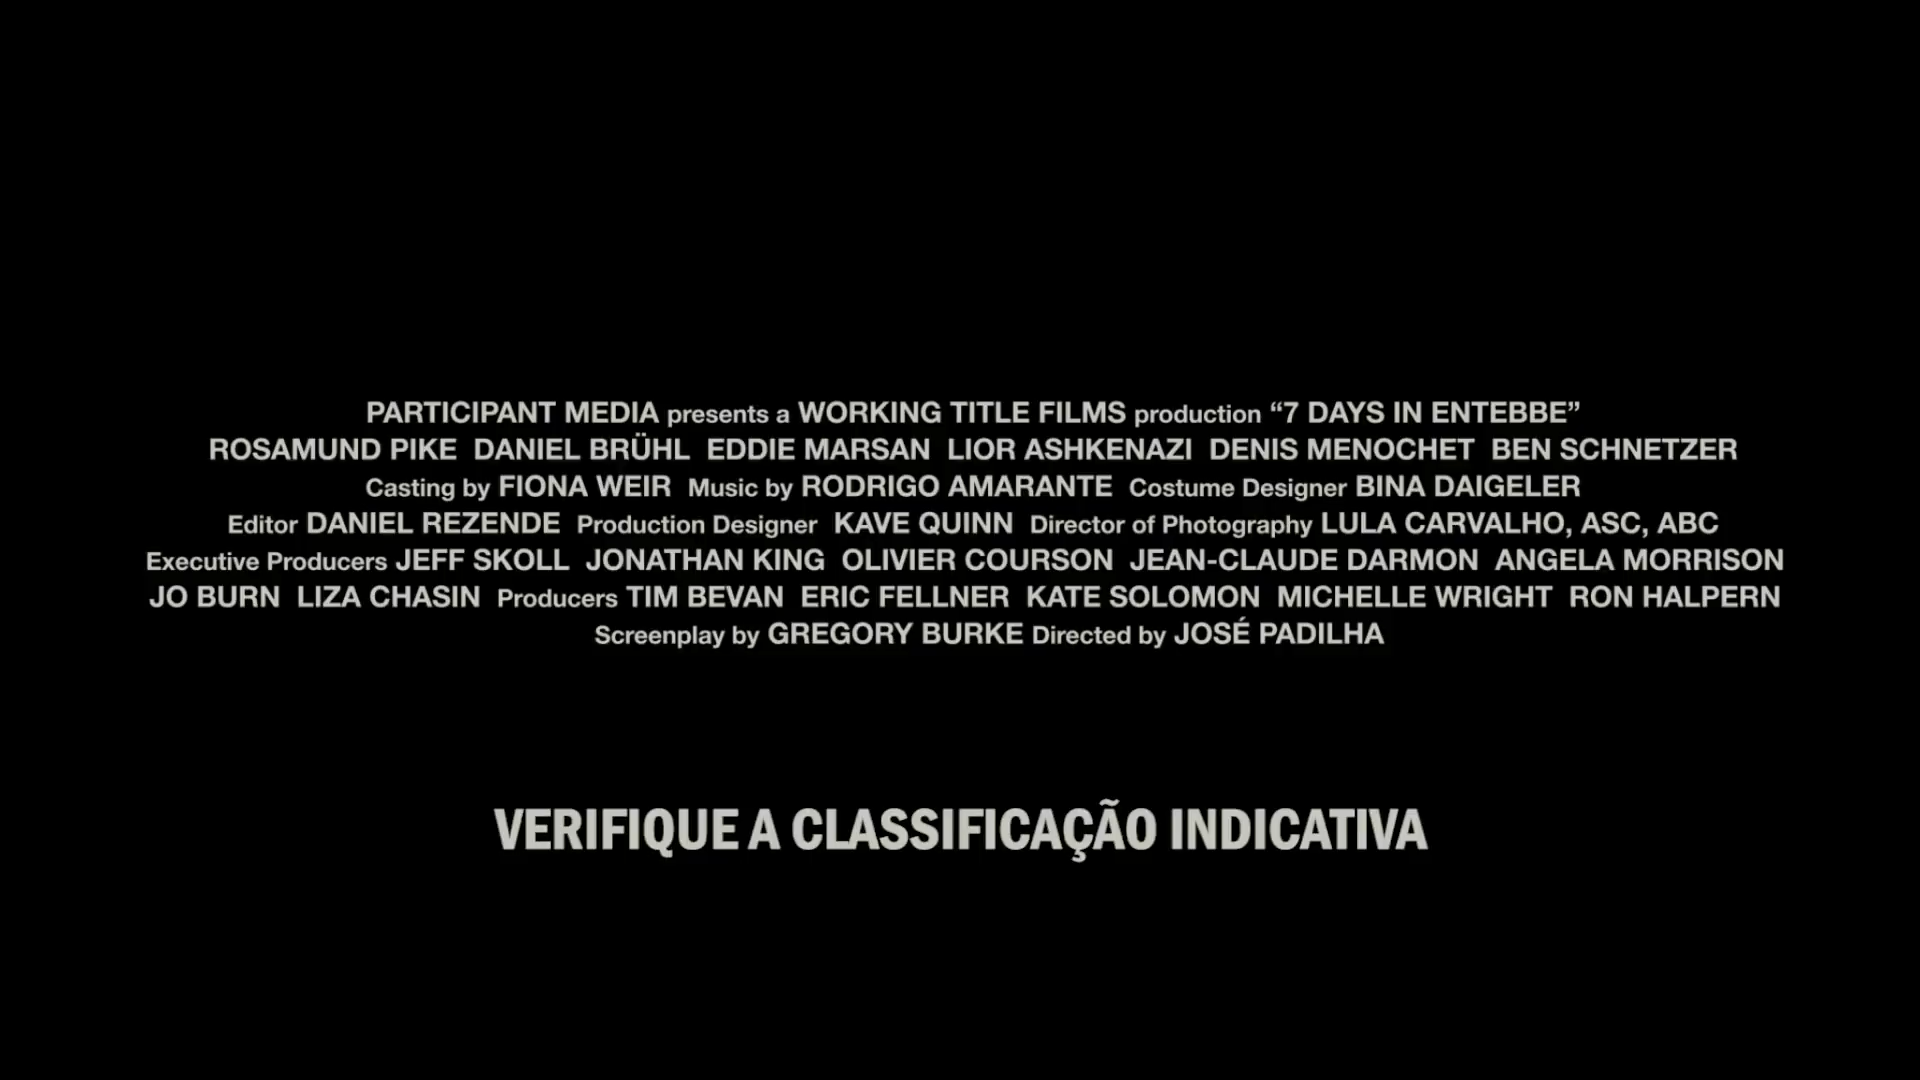 PARTICIPANT MEDIA presents a WORKING TITLE FILMS production “7 DAYS IN ENTEBBE”
ROSAMUND PIKE DANIEL BRÜHL EDDIE MARSAN LIOR ASHKENAZI DENIS MENOCHET BEN SCHNETZER
Casting by FIONA WEIR Music by RODRIGO AMARANTE Costume Designer BINA DAIGELER
Editor DANIEL REZENDE Production Designer KAVE QUINN Director of Photography LULA CARVALHO, ASC, ABC
Executive Producers JEFF SKOLL JONATHAN KING OLIVIER COURSON JEAN-CLAUDE DARMON ANGELA MORRISON
JO BURN LIZA CHASIN Producers TIM BEVAN ERIC FELLNER KATE SOLOMON MICHELLE WRIGHT RON HALPERN
Screenplay by GREGORY BURKE Directed by JOSÉ PADILHA
VERIFIQUE A CLASSIFICAÇÃO INDICATIVA